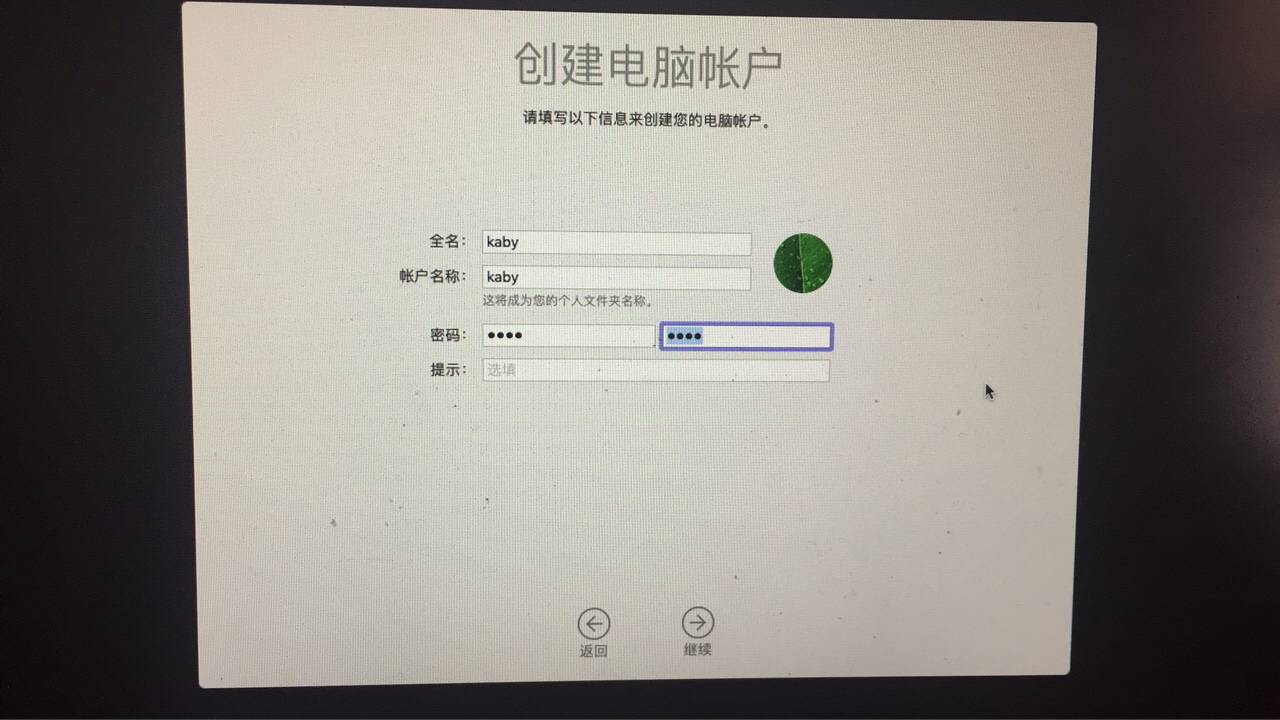 创建电脑帐户
请填写以下信息来创建您的电脑帐户。
全名： kaby
帐户名称： kaby
这将成为您的个人文件夹名称。
密码： •••• ••••
提示： 选填
返回 继续